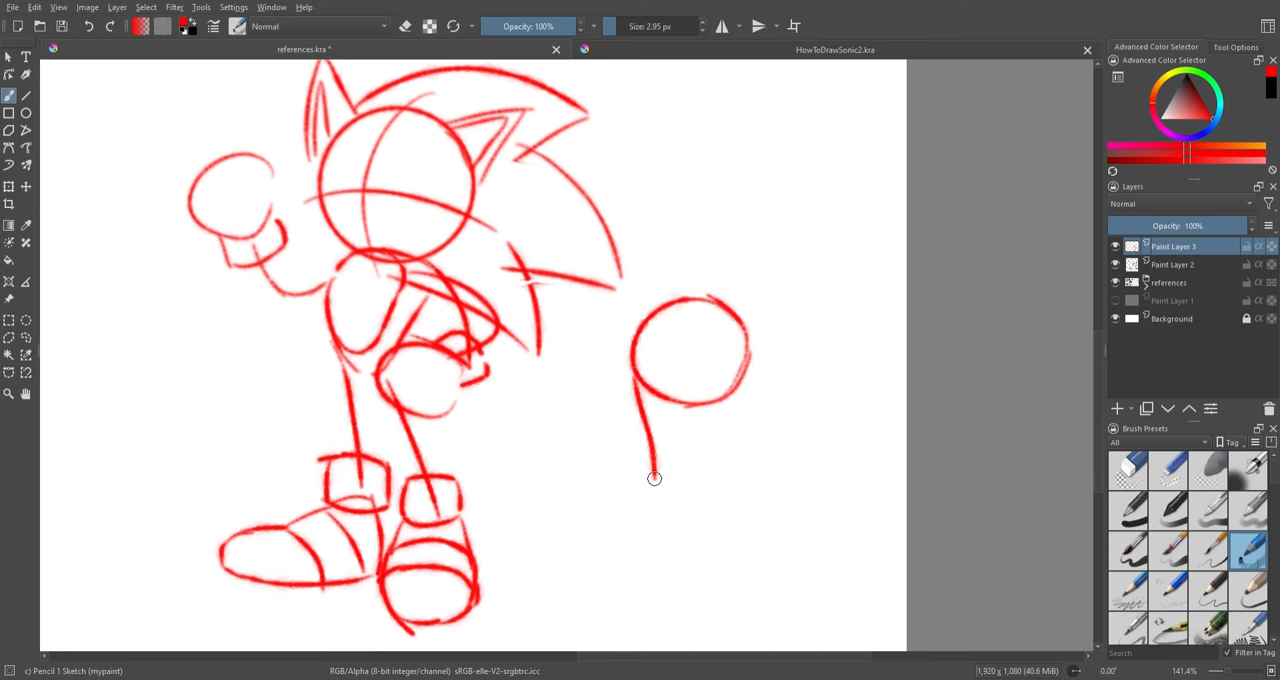 File Edit View Image Layer Select Filter Tools Settings Window Help
Normal Opacity: 100% Size: 2.95 px
references.kra * HowToDrawSonic2.kra
Advanced Color Selector Tool Options
Advanced Color Selector
Layers
Normal
Opacity: 100%
Paint Layer 3
Paint Layer 2
references
Paint Layer 1
Background
Brush Presets
All Tag
Search Filter in Tag
c) Pencil 1 Sketch (mypaint) RGB/Alpha (8-bit integer/channel) sRGB-elle-V2-srgbtrc.icc 1,920 x 1,080 (40.6 MiB) 0.00° 141.4%